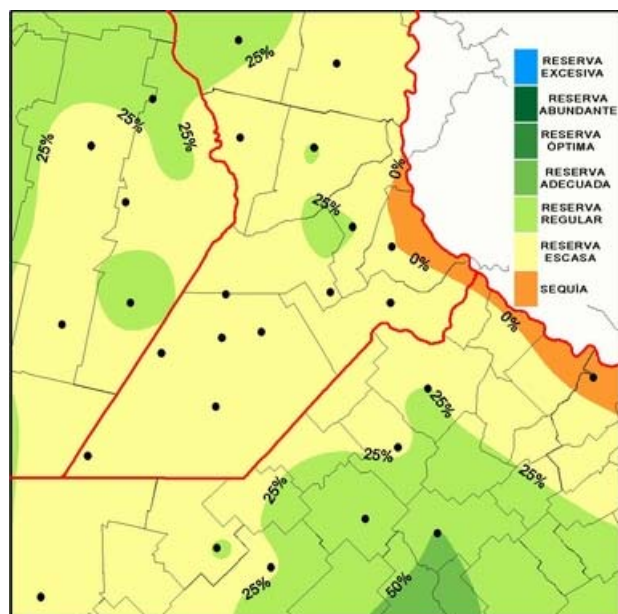 25%
RESERVA
EXCESIVA
RESERVA
ABUNDANTE
RESERVA
ÓPTIMA
RESERVA
ADECUADA
RESERVA
REGULAR
RESERVA
ESCASA
SEQUÌA
25%
25%
25%
0%
25%
0%
0%
25%
25%
25%
25%
25%
50%